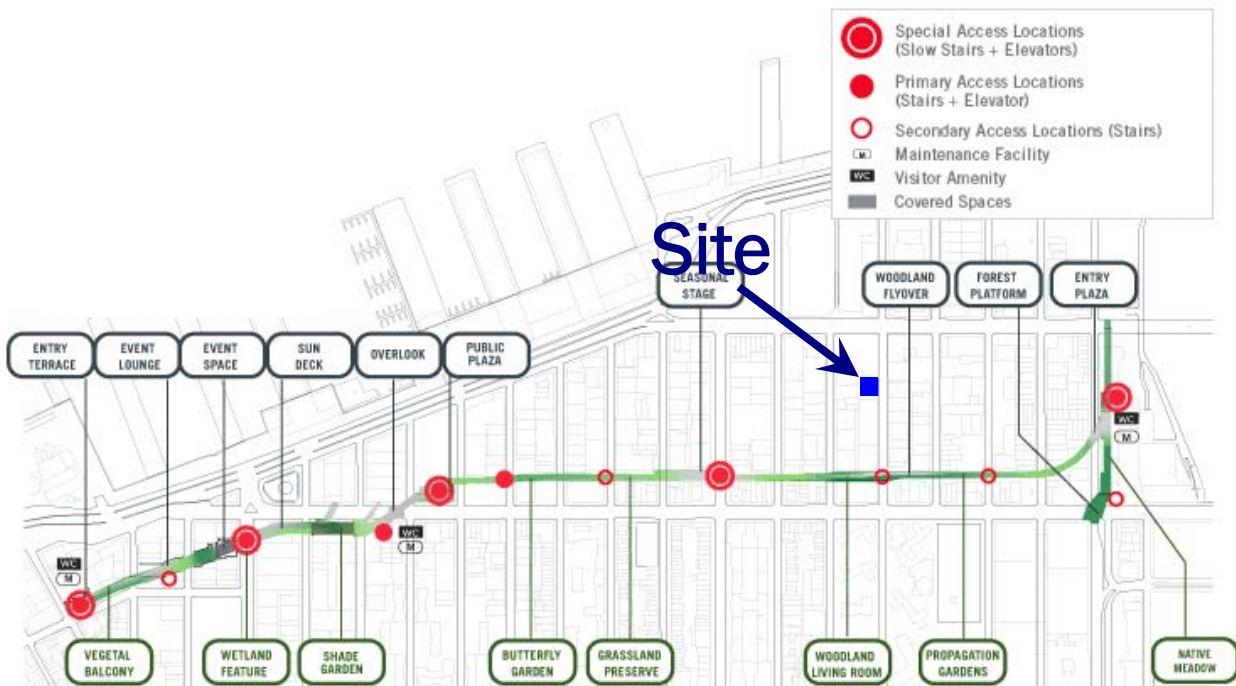 Special Access Locations
(Slow Stairs + Elevators)
Primary Access Locations
(Stairs + Elevator)
Secondary Access Locations (Stairs)
M Maintenance Facility
WC Visitor Amenity
Covered Spaces
Site
SEASONAL
STAGE
WOODLAND
FLYOVER
FOREST
PLATFORM
ENTRY
PLAZA
ENTRY
TERRACE
EVENT
LOUNGE
EVENT
SPACE
SUN
DECK
OVERLOOK
PUBLIC
PLAZA
WC
M
WC
M
WC
M
VEGETAL
BALCONY
WETLAND
FEATURE
SHADE
GARDEN
BUTTERFLY
GARDEN
GRASSLAND
PRESERVE
WOODLAND
LIVING ROOM
PROPAGATION
GARDENS
NATIVE
MEADOW